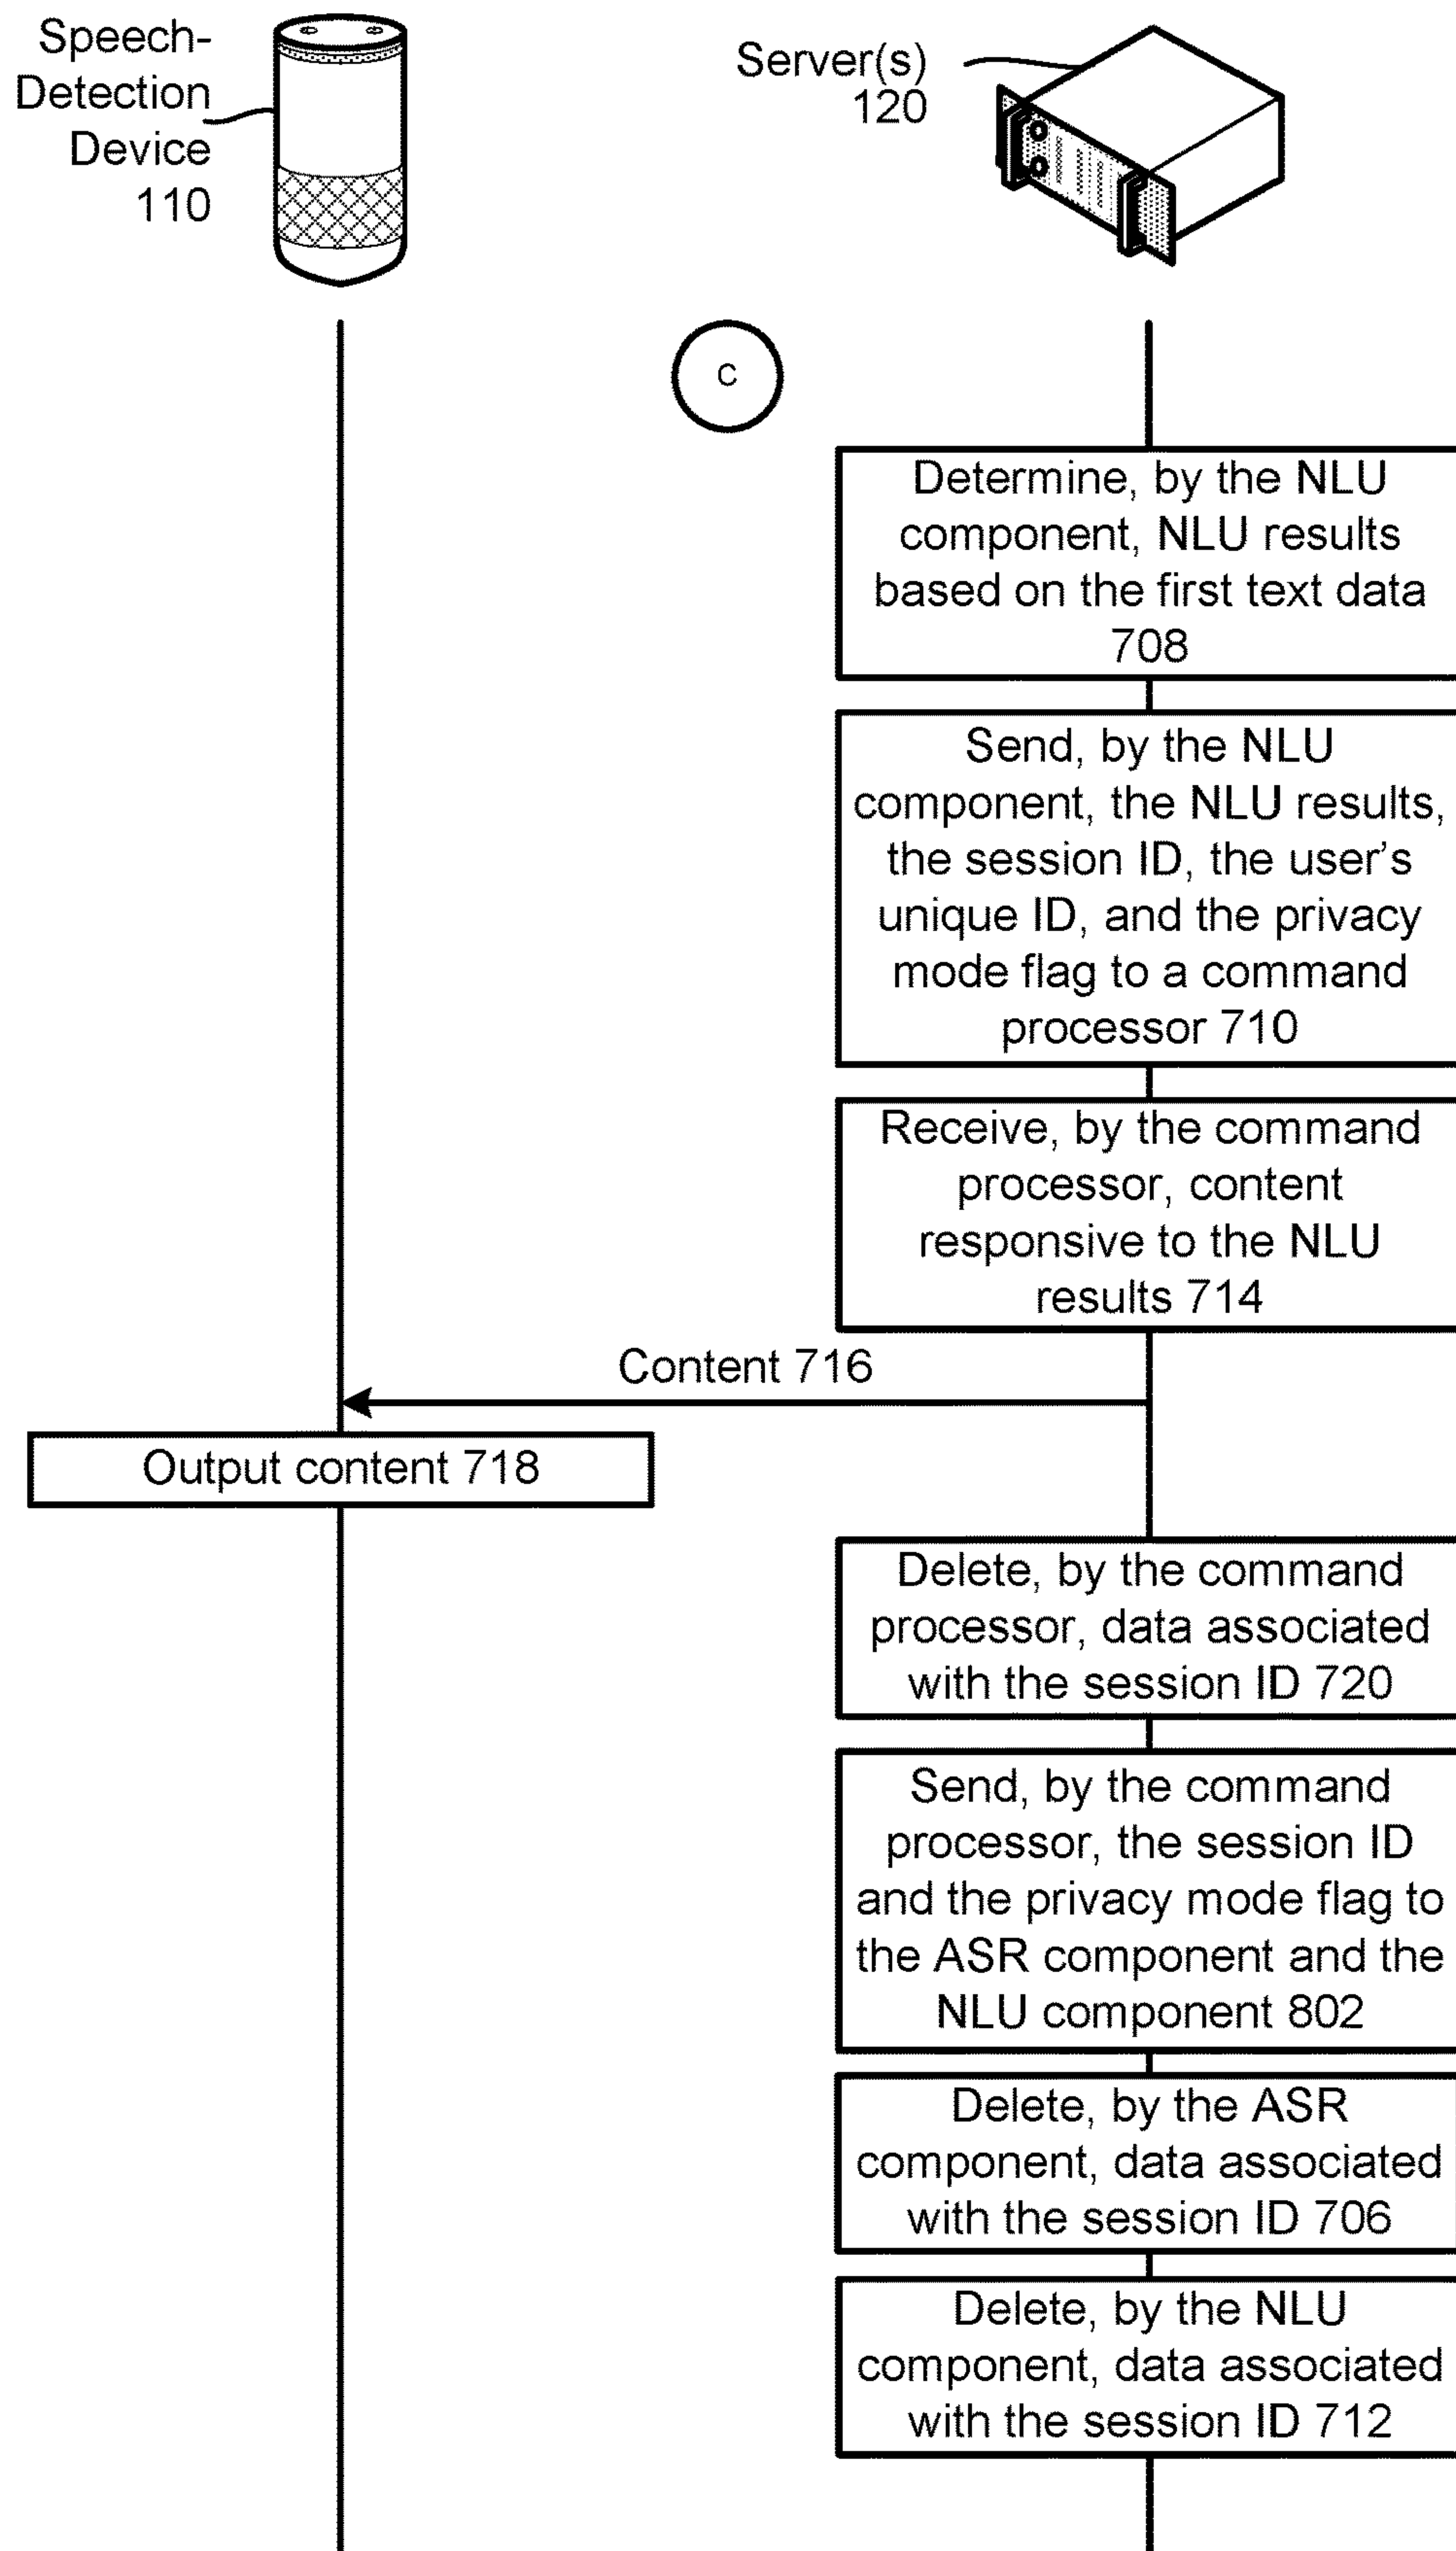 Speech-
Detection
Device
110
Server(s)
120
C
Determine, by the NLU
component, NLU results
based on the first text data
708
Send, by the NLU
component, the NLU results,
the session ID, the user's
unique ID, and the privacy
mode flag to a command
processor 710
Receive, by the command
processor, content
responsive to the NLU
results 714
Content 716
Output content 718
Delete, by the command
processor, data associated
with the session ID 720
Send, by the command
processor, the session ID
and the privacy mode flag to
the ASR component and the
NLU component 802
Delete, by the ASR
component, data associated
with the session ID 706
Delete, by the NLU
component, data associated
with the session ID 712